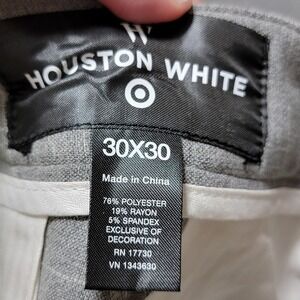 HW
HOUSTON WHITE
30X30
Made in China
76% POLYESTER
19% RAYON
5% SPANDEX
EXCLUSIVE OF
DECORATION
RN 17730
VN 1343630